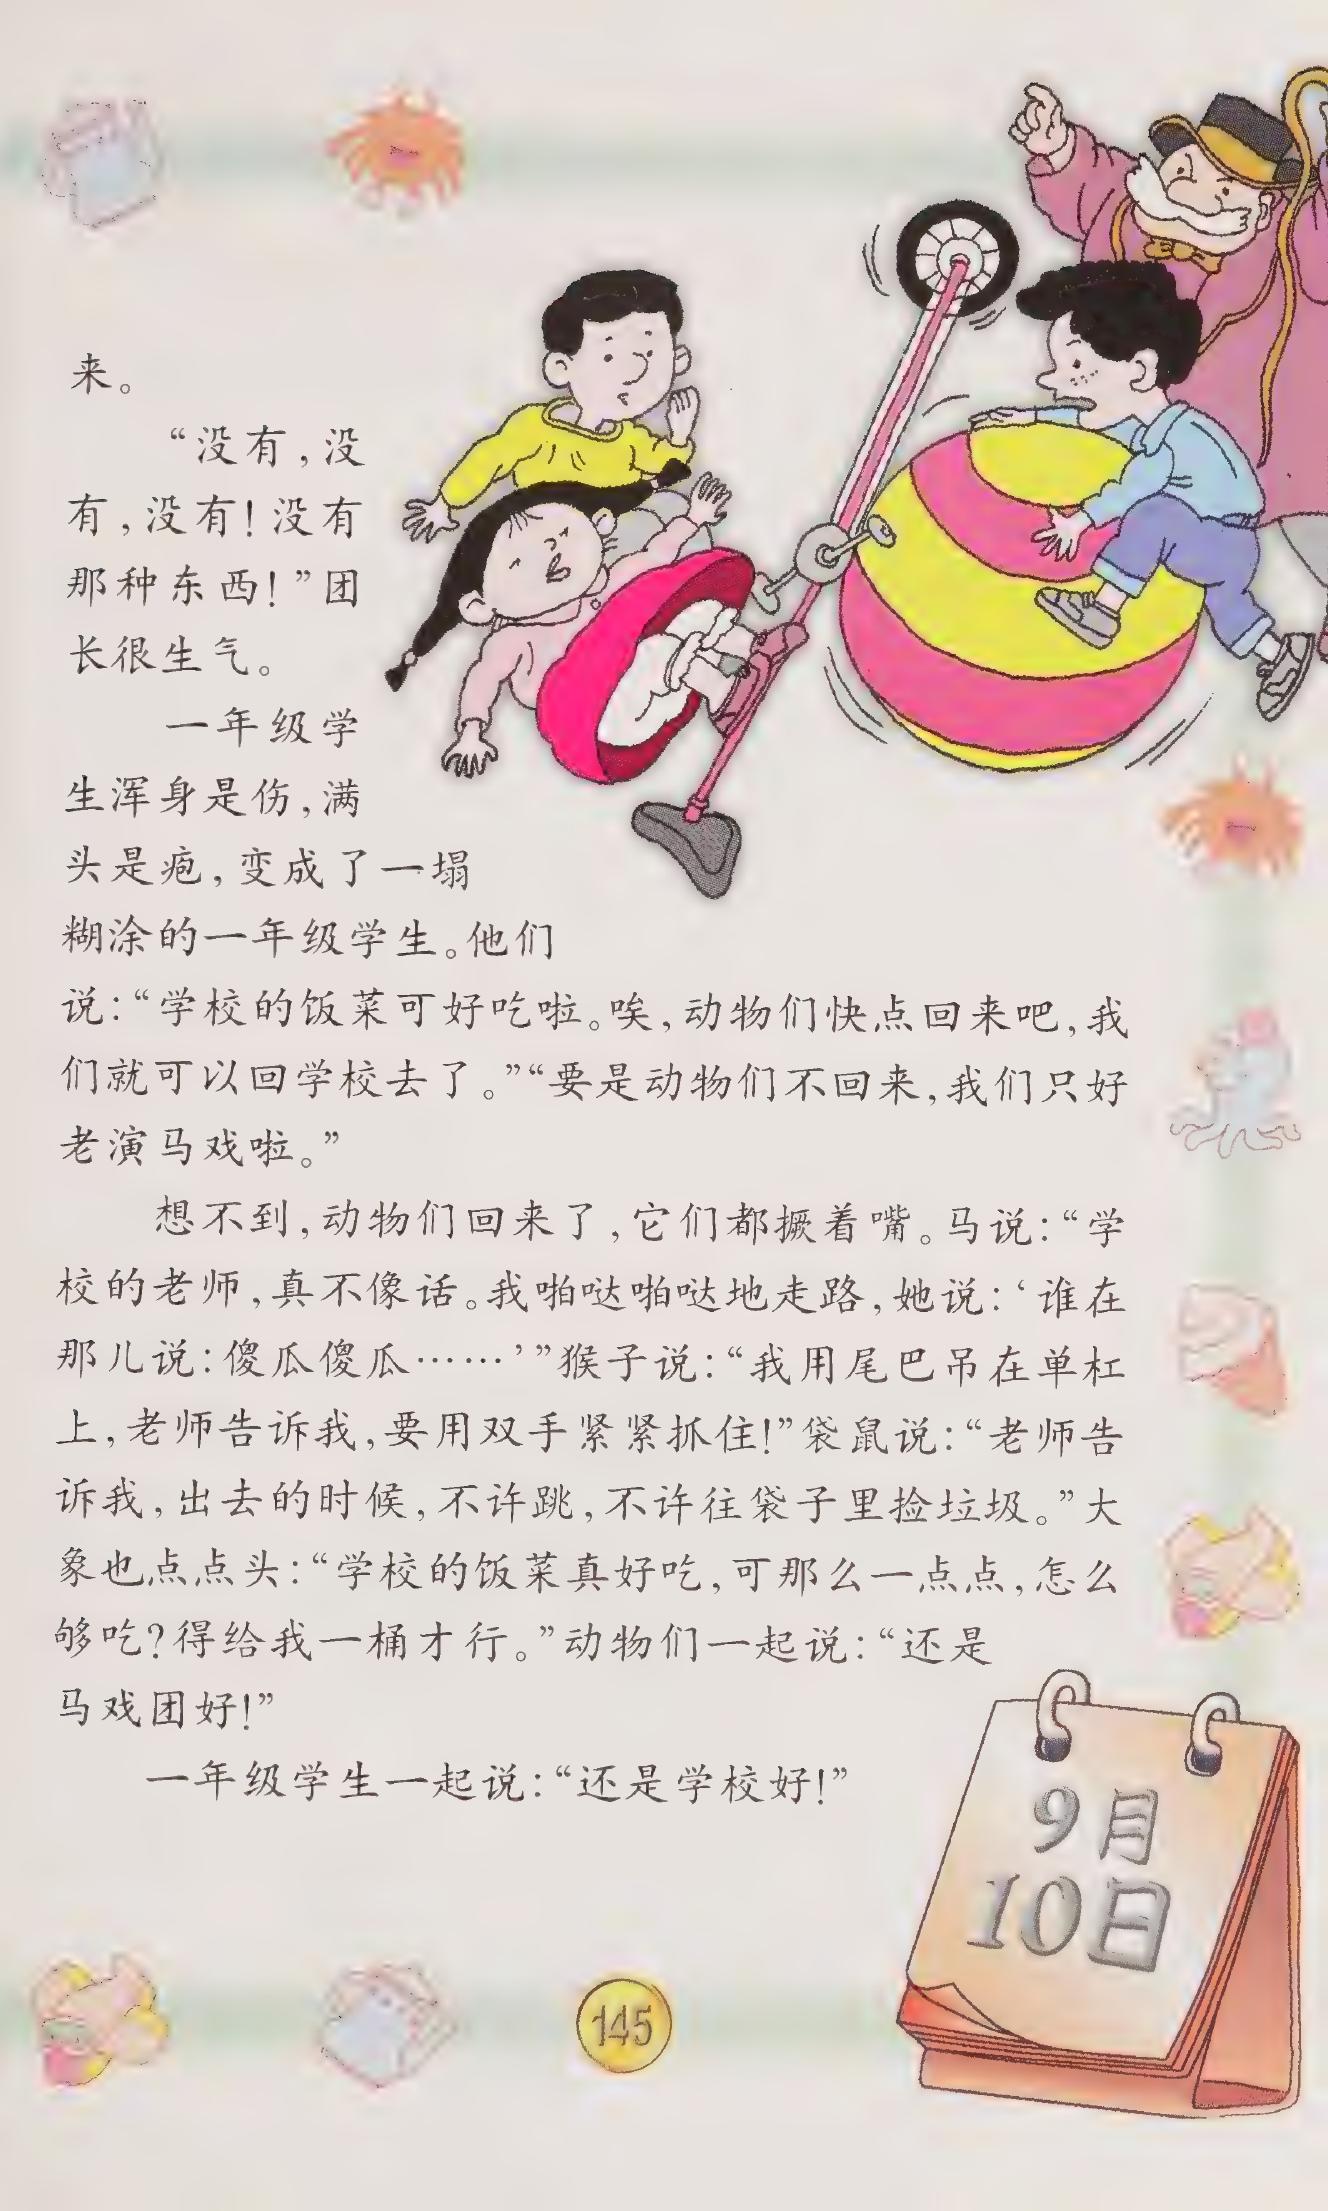 来。
“没有，没
有，没有！没有
那种东西！”团
长很生气。
一年级学
生浑身是伤，满
头是疱，变成了一塌
糊涂的一年级学生。他们
说：“学校的饭菜可好吃啦。唉，动物们快点回来吧，我
们就可以回学校去了。”“要是动物们不回来，我们只好
老演马戏啦。”
想不到，动物们回来了，它们都撅着嘴。马说：“学
校的老师，真不像话。我啪哒啪哒地走路，她说：‘谁在
那儿说：傻瓜傻瓜……’”猴子说：“我用尾巴吊在单杠
上，老师告诉我，要用双手紧紧抓住！”袋鼠说：“老师告
诉我，出去的时候，不许跳，不许往袋子里捡垃圾。”大
象也点点头：“学校的饭菜真好吃，可那么一点点，怎么
够吃？得给我一桶才行。”动物们一起说：“还是
马戏团好！”
一年级学生一起说：“还是学校好！”
9月
10日
145